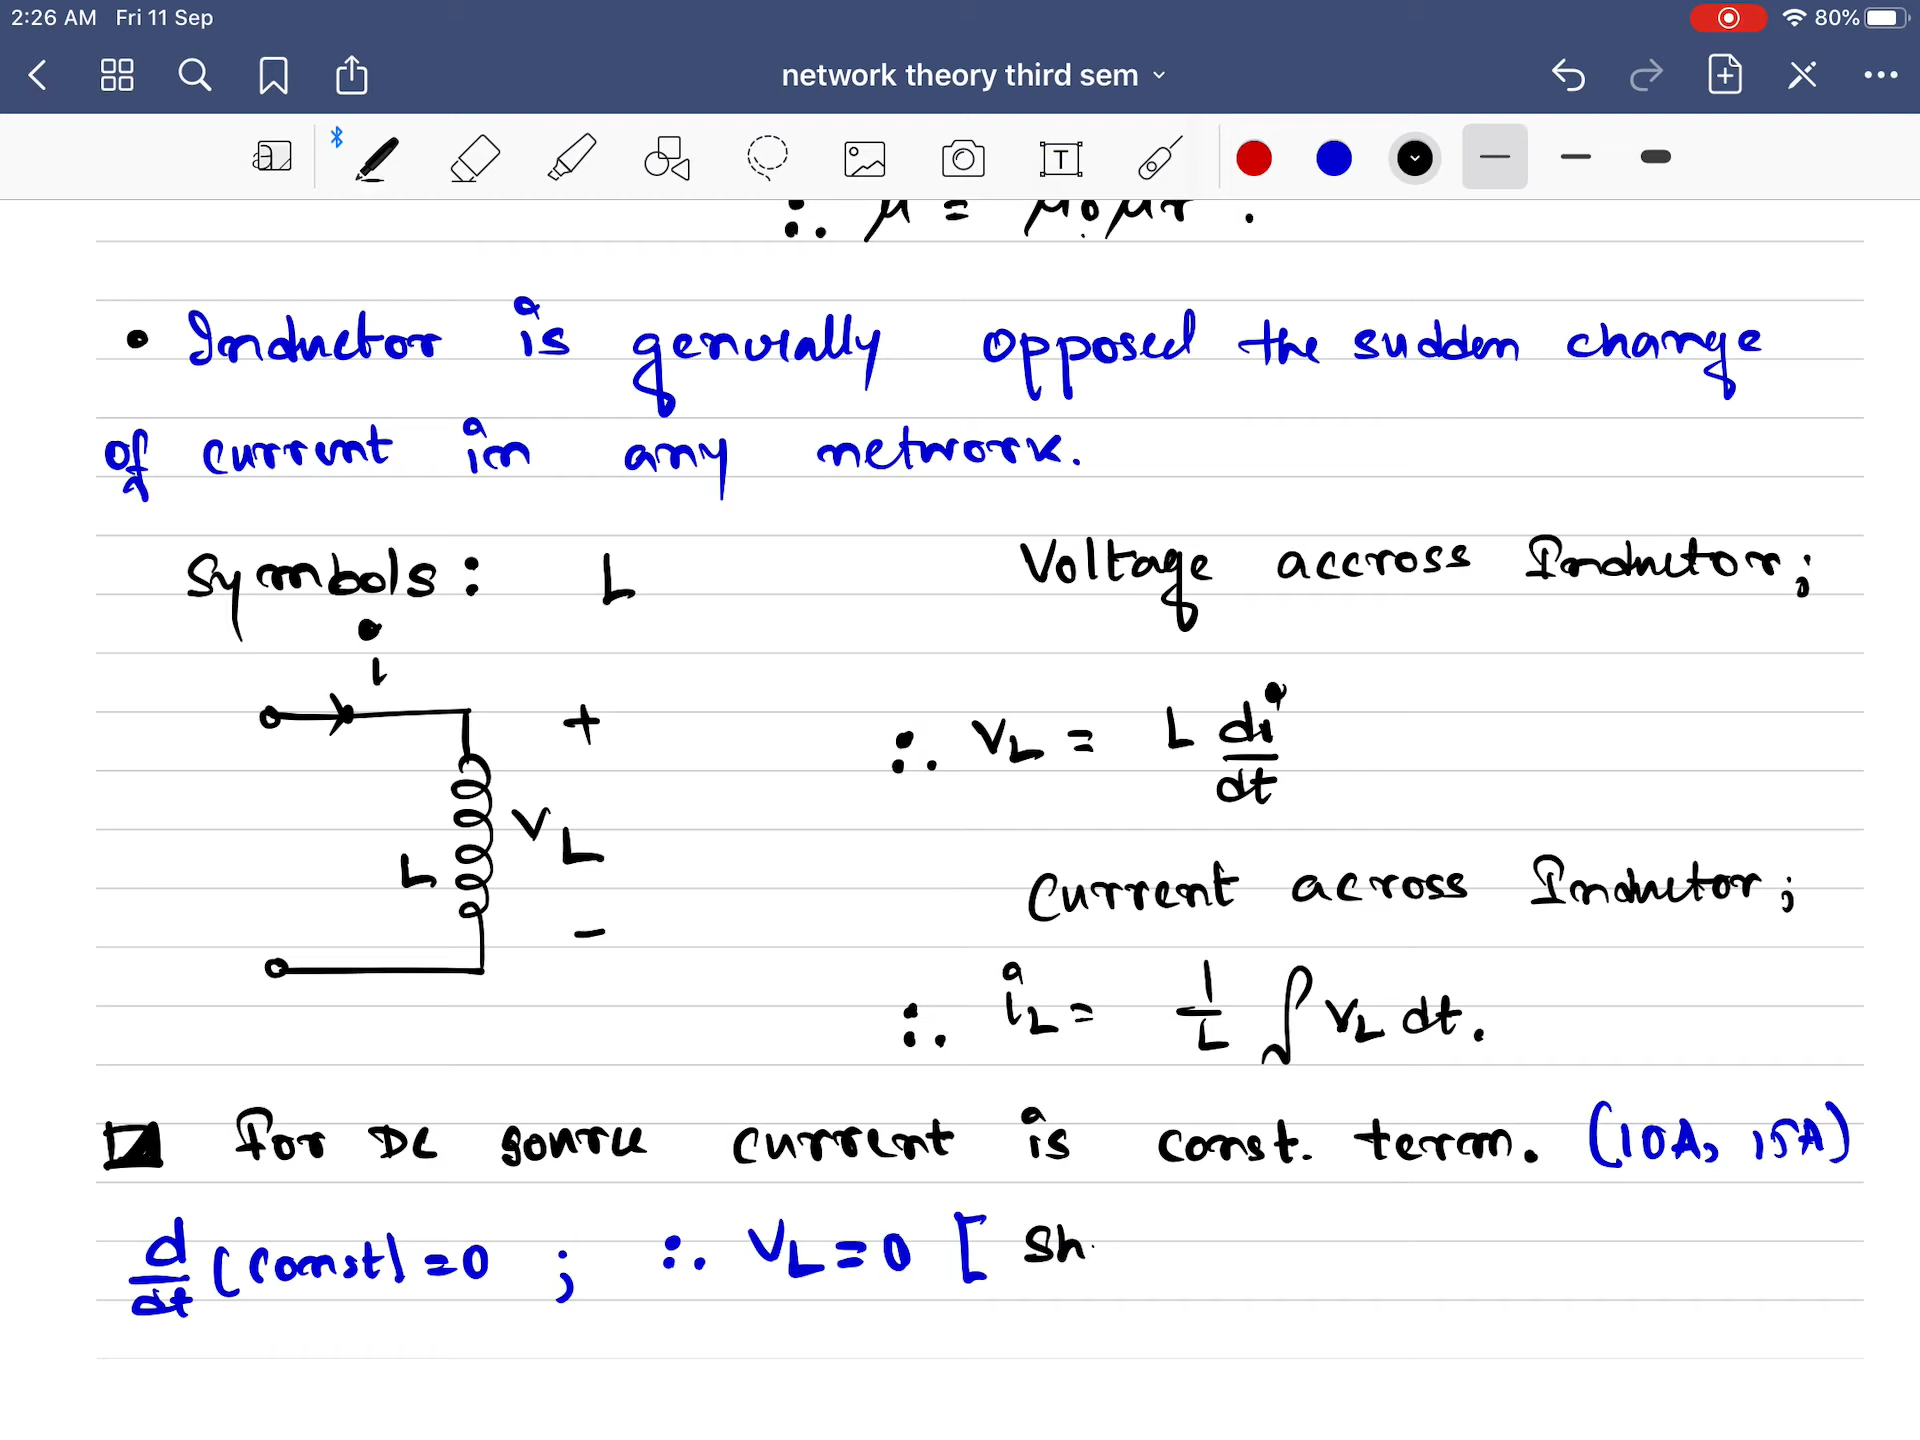 2:26 AM Fri 11 Sep
80%
network theory third sem
T
∴ μ = μ0μr .
• Inductor is generally opposed the sudden change
of current in any network.
Symbols : L
Voltage accross Inductor;
i
+
∴ VL = L di/dt
VL
L
Current across Inductor;
-
∴ iL = 1/L ∫ VL dt.
For DC source current is const. term. (10A, 15A)
d/dt (const) = 0 ; ∴ VL = 0 [ Sh